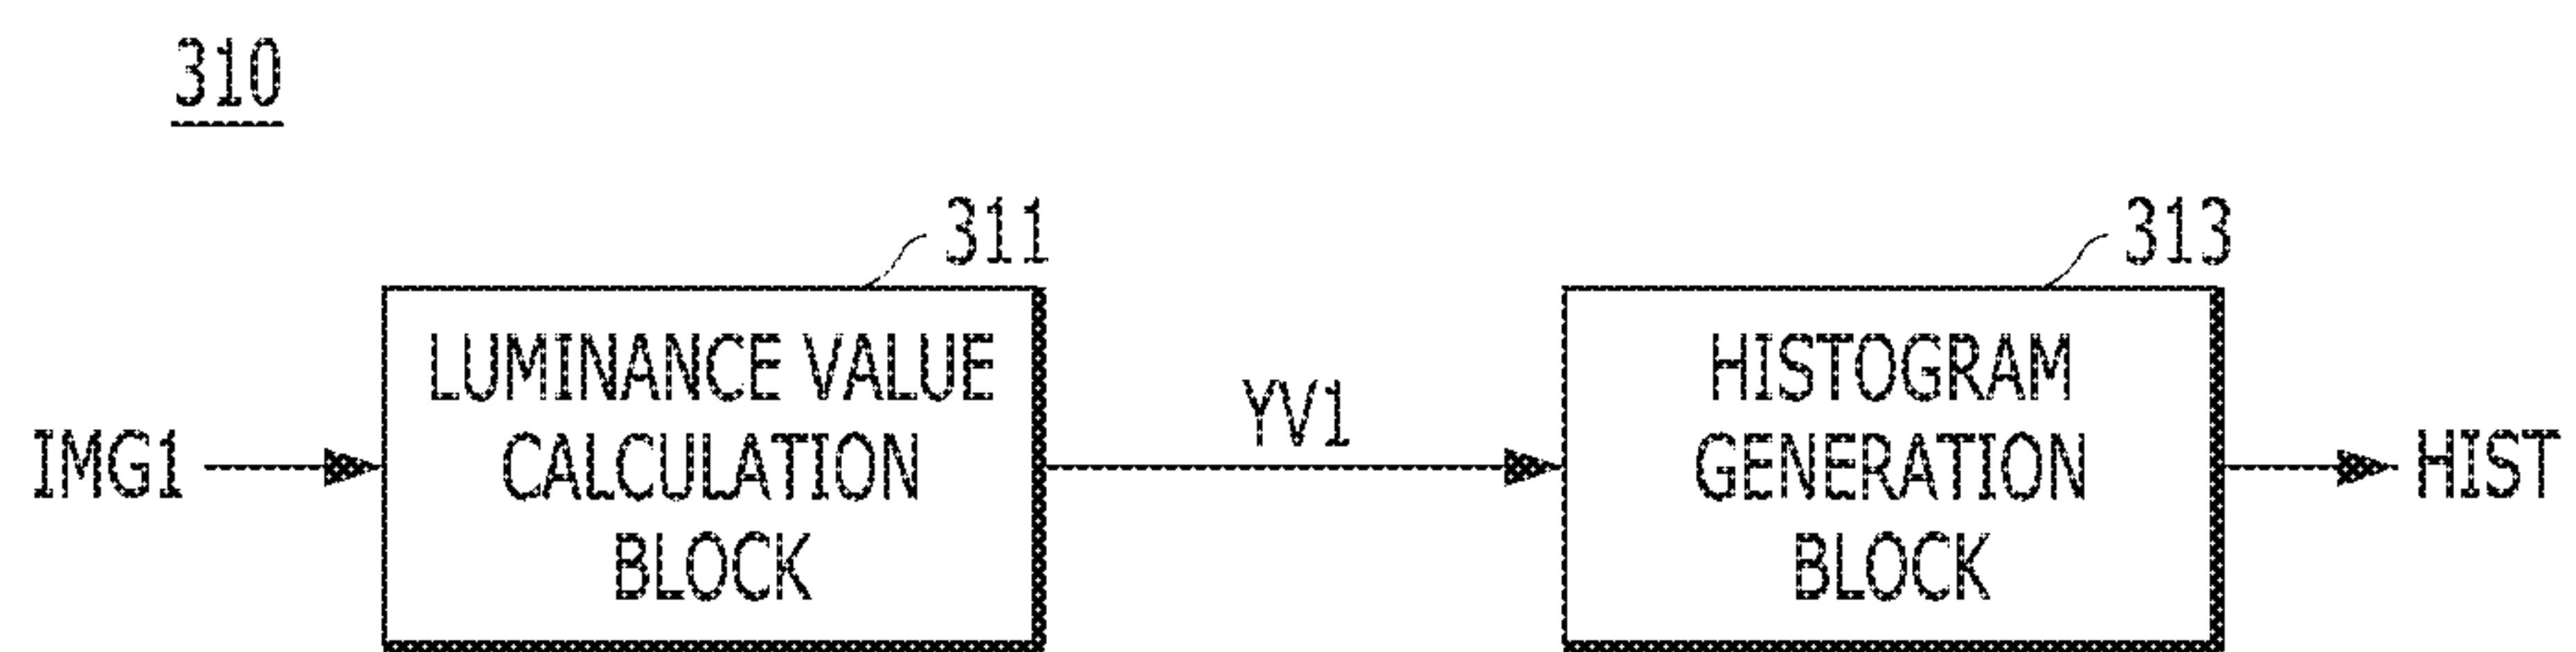 310
311
313
LUMINANCE VALUE
CALCULATION
BLOCK
IMG1
YV1
HISTOGRAM
GENERATION
BLOCK
HIST